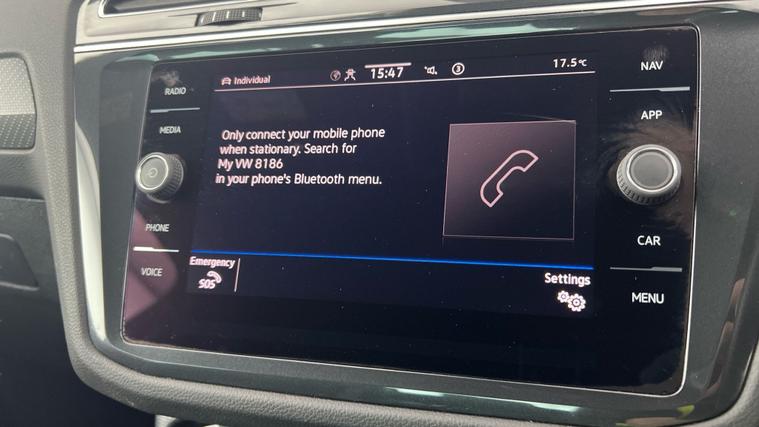 Individual
15:47
3
17.5°C
RADIO
MEDIA
PHONE
VOICE
Only connect your mobile phone
when stationary. Search for
My VW 8186
in your phone's Bluetooth menu.
Emergency
SOS
Settings
NAV
APP
CAR
MENU